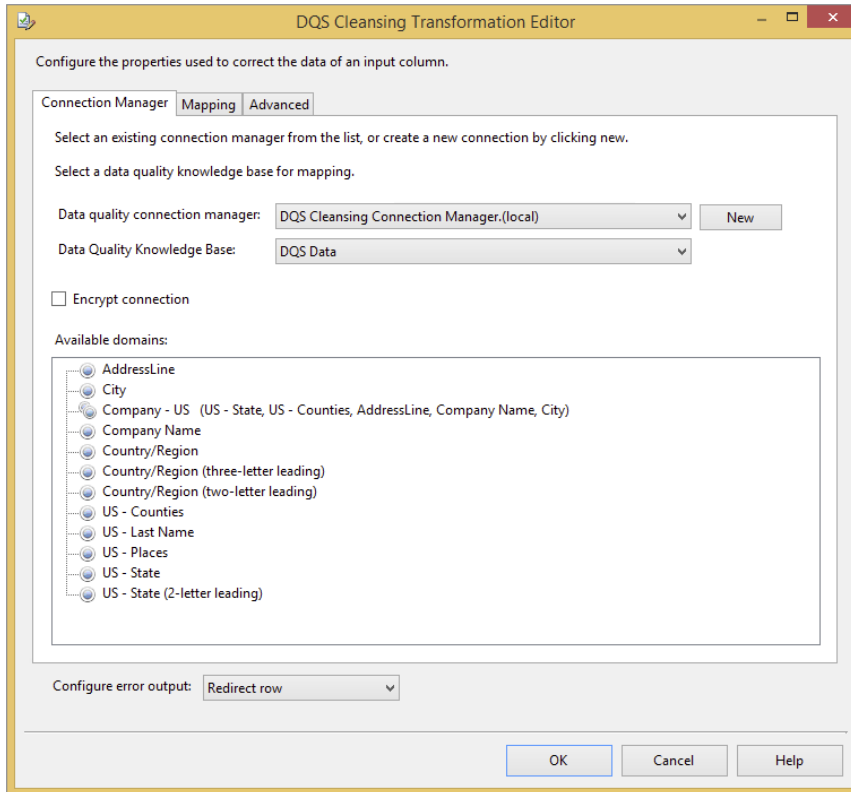 DQS Cleansing Transformation Editor
Configure the properties used to correct the data of an input column.
Connection Manager Mapping Advanced
Select an existing connection manager from the list, or create a new connection by clicking new.
Select a data quality knowledge base for mapping.
Data quality connection manager: DQS Cleansing Connection Manager.(local) New
Data Quality Knowledge Base: DQS Data
Encrypt connection
Available domains:
AddressLine
City
Company - US (US - State, US - Counties, AddressLine, Company Name, City)
Company Name
Country/Region
Country/Region (three-letter leading)
Country/Region (two-letter leading)
US - Counties
US - Last Name
US - Places
US - State
US - State (2-letter leading)
Configure error output: Redirect row
OK Cancel Help